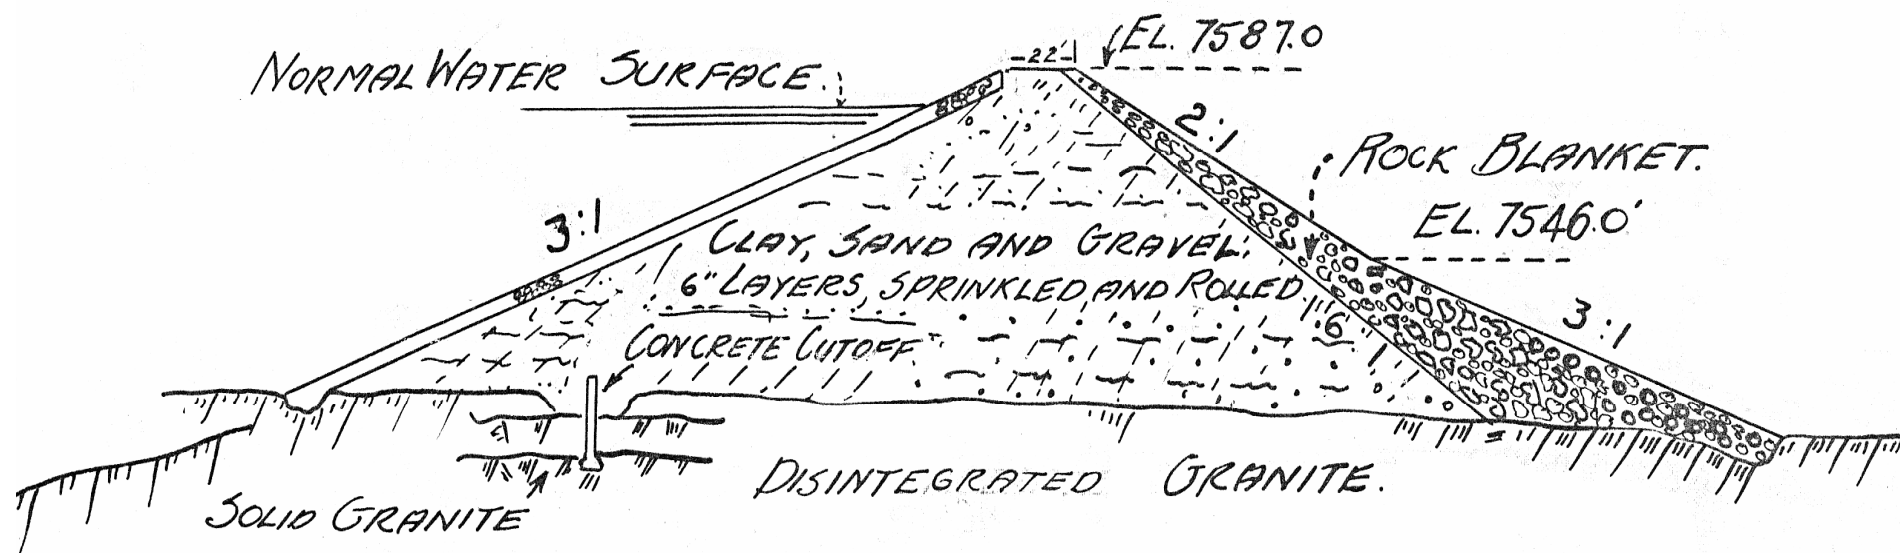 EL. 7587.0
22'
NORMAL WATER SURFACE.
2:1
ROCK BLANKET.
EL. 7546.0'
3:1
CLAY, SAND AND GRAVEL.
6" LAYERS, SPRINKLED, AND ROLLED.
3:1
CONCRETE CUTOFF
DISINTEGRATED GRANITE.
SOLID GRANITE